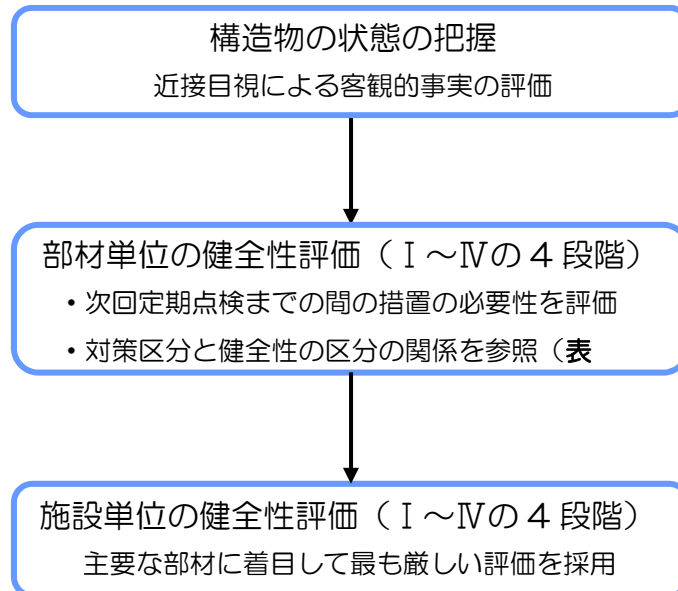 構造物の状態の把握
近接目視による客観的事実の評価
部材単位の健全性評価（Ⅰ～Ⅳの４段階）
・次回定期点検までの間の措置の必要性を評価
・対策区分と健全性の区分の関係を参照（表
施設単位の健全性評価（Ⅰ～Ⅳの４段階）
主要な部材に着目して最も厳しい評価を採用